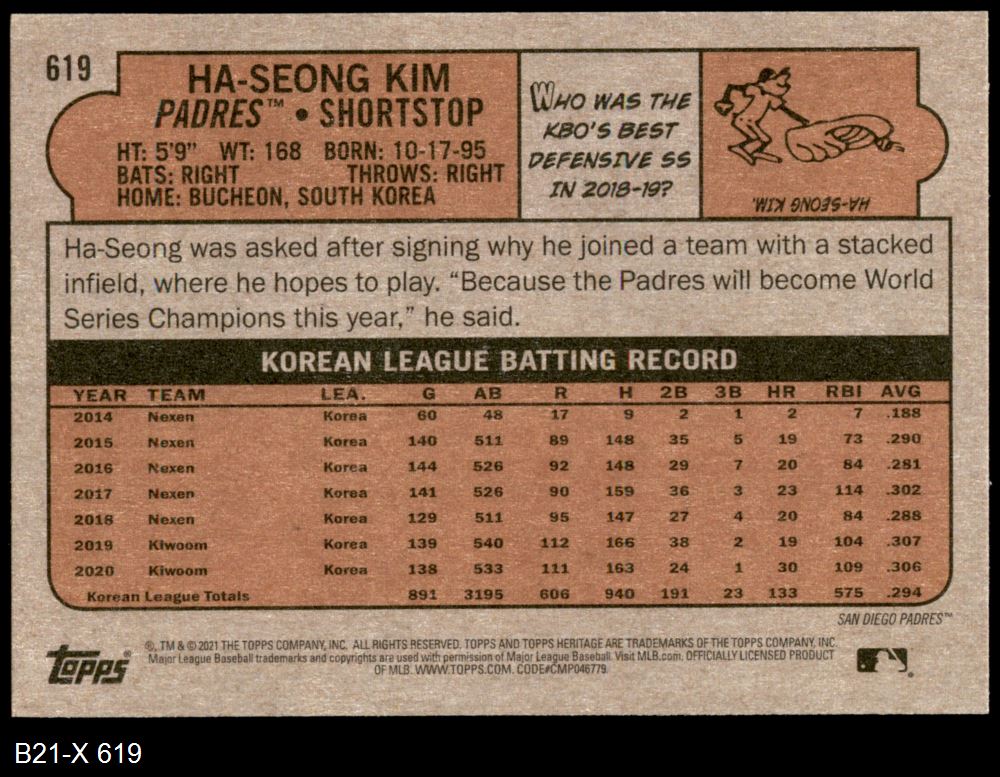 619
HA-SEONG KIM
PADRES™ • SHORTSTOP
HT: 5'9" WT: 168 BORN: 10-17-95
BATS: RIGHT THROWS: RIGHT
HOME: BUCHEON, SOUTH KOREA
WHO WAS THE
KBO'S BEST
DEFENSIVE SS
IN 2018-19?
HA-SEONG KIM.
Ha-Seong was asked after signing why he joined a team with a stacked
infield, where he hopes to play. “Because the Padres will become World
Series Champions this year,” he said.
KOREAN LEAGUE BATTING RECORD
YEAR TEAM LEA. G AB R H 2B 3B HR RBI AVG
2014 Nexen Korea 60 48 17 9 2 1 2 7 .188
2015 Nexen Korea 140 511 89 148 35 5 19 73 .290
2016 Nexen Korea 144 526 92 148 29 7 20 84 .281
2017 Nexen Korea 141 526 90 159 36 3 23 114 .302
2018 Nexen Korea 129 511 95 147 27 4 20 84 .288
2019 Kiwoom Korea 139 540 112 166 38 2 19 104 .307
2020 Kiwoom Korea 138 533 111 163 24 1 30 109 .306
Korean League Totals 891 3195 606 940 191 23 133 575 .294
SAN DIEGO PADRES™
topps®
®, TM & © 2021 THE TOPPS COMPANY, INC. ALL RIGHTS RESERVED. TOPPS AND TOPPS HERITAGE ARE TRADEMARKS OF THE TOPPS COMPANY, INC.
Major League Baseball trademarks and copyrights are used with permission of Major League Baseball. Visit MLB.com. OFFICIALLY LICENSED PRODUCT
OF MLB. WWW.TOPPS.COM. CODE#CMP046779.
B21-X 619